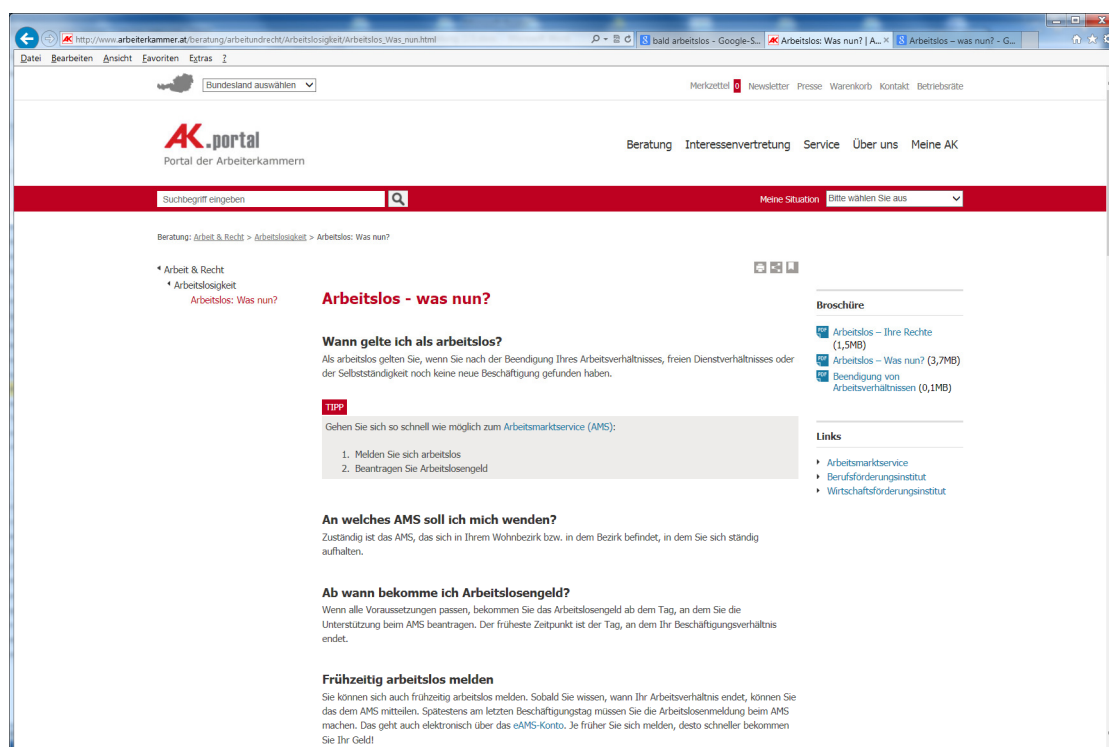 http://www.arbeiterkammer.at/beratung/arbeitundrecht/Arbeitslosigkeit/Arbeitslos_Was_nun.html
bald arbeitslos - Google-S...
Arbeitslos: Was nun? | A...
Arbeitslos – was nun? - G...
Datei Bearbeiten Ansicht Favoriten Extras ?
Bundesland auswählen
Merkzettel 0 Newsletter Presse Warenkorb Kontakt Betriebsräte
AK.portal
Portal der Arbeiterkammern
Beratung Interessenvertretung Service Über uns Meine AK
Suchbegriff eingeben
Meine Situation Bitte wählen Sie aus
Beratung: Arbeit & Recht > Arbeitslosigkeit > Arbeitslos: Was nun?
Arbeit & Recht
Arbeitslosigkeit
Arbeitslos: Was nun?
Arbeitslos - was nun?
Wann gelte ich als arbeitslos?
Als arbeitslos gelten Sie, wenn Sie nach der Beendigung Ihres Arbeitsverhältnisses, freien Dienstverhältnisses oder
der Selbstständigkeit noch keine neue Beschäftigung gefunden haben.
TIPP
Gehen Sie sich so schnell wie möglich zum Arbeitsmarktservice (AMS):
1. Melden Sie sich arbeitslos
2. Beantragen Sie Arbeitslosengeld
An welches AMS soll ich mich wenden?
Zuständig ist das AMS, das sich in Ihrem Wohnbezirk bzw. in dem Bezirk befindet, in dem Sie sich ständig
aufhalten.
Ab wann bekomme ich Arbeitslosengeld?
Wenn alle Voraussetzungen passen, bekommen Sie das Arbeitslosengeld ab dem Tag, an dem Sie die
Unterstützung beim AMS beantragen. Der früheste Zeitpunkt ist der Tag, an dem Ihr Beschäftigungsverhältnis
endet.
Frühzeitig arbeitslos melden
Sie können sich auch frühzeitig arbeitslos melden. Sobald Sie wissen, wann Ihr Arbeitsverhältnis endet, können Sie
das dem AMS mitteilen. Spätestens am letzten Beschäftigungstag müssen Sie die Arbeitslosenmeldung beim AMS
machen. Das geht auch elektronisch über das eAMS-Konto. Je früher Sie sich melden, desto schneller bekommen
Sie Ihr Geld!
Broschüre
PDF Arbeitslos – Ihre Rechte
(1,5MB)
PDF Arbeitslos – Was nun? (3,7MB)
PDF Beendigung von
Arbeitsverhältnissen (0,1MB)
Links
Arbeitsmarktservice
Berufsförderungsinstitut
Wirtschaftsförderungsinstitut